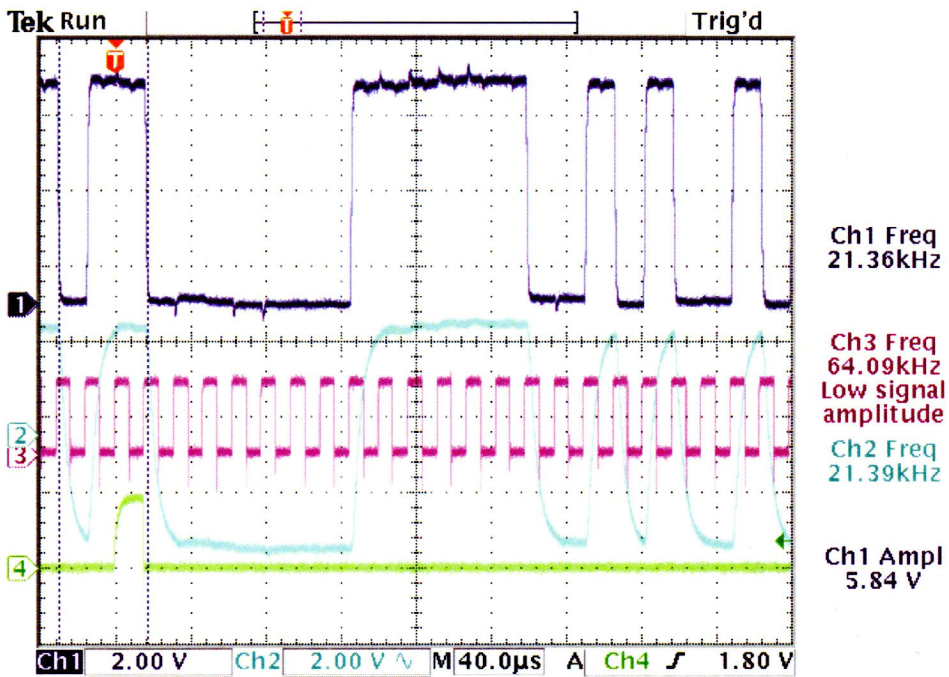 Tek Run Trig'd
T
T
1
2
3
4
Ch1 Freq
21.36kHz
Ch3 Freq
64.09kHz
Low signal
amplitude
Ch2 Freq
21.39kHz
Ch1 Ampl
5.84 V
Ch1 2.00 V Ch2 2.00 V M 40.0µs A Ch4 1.80 V